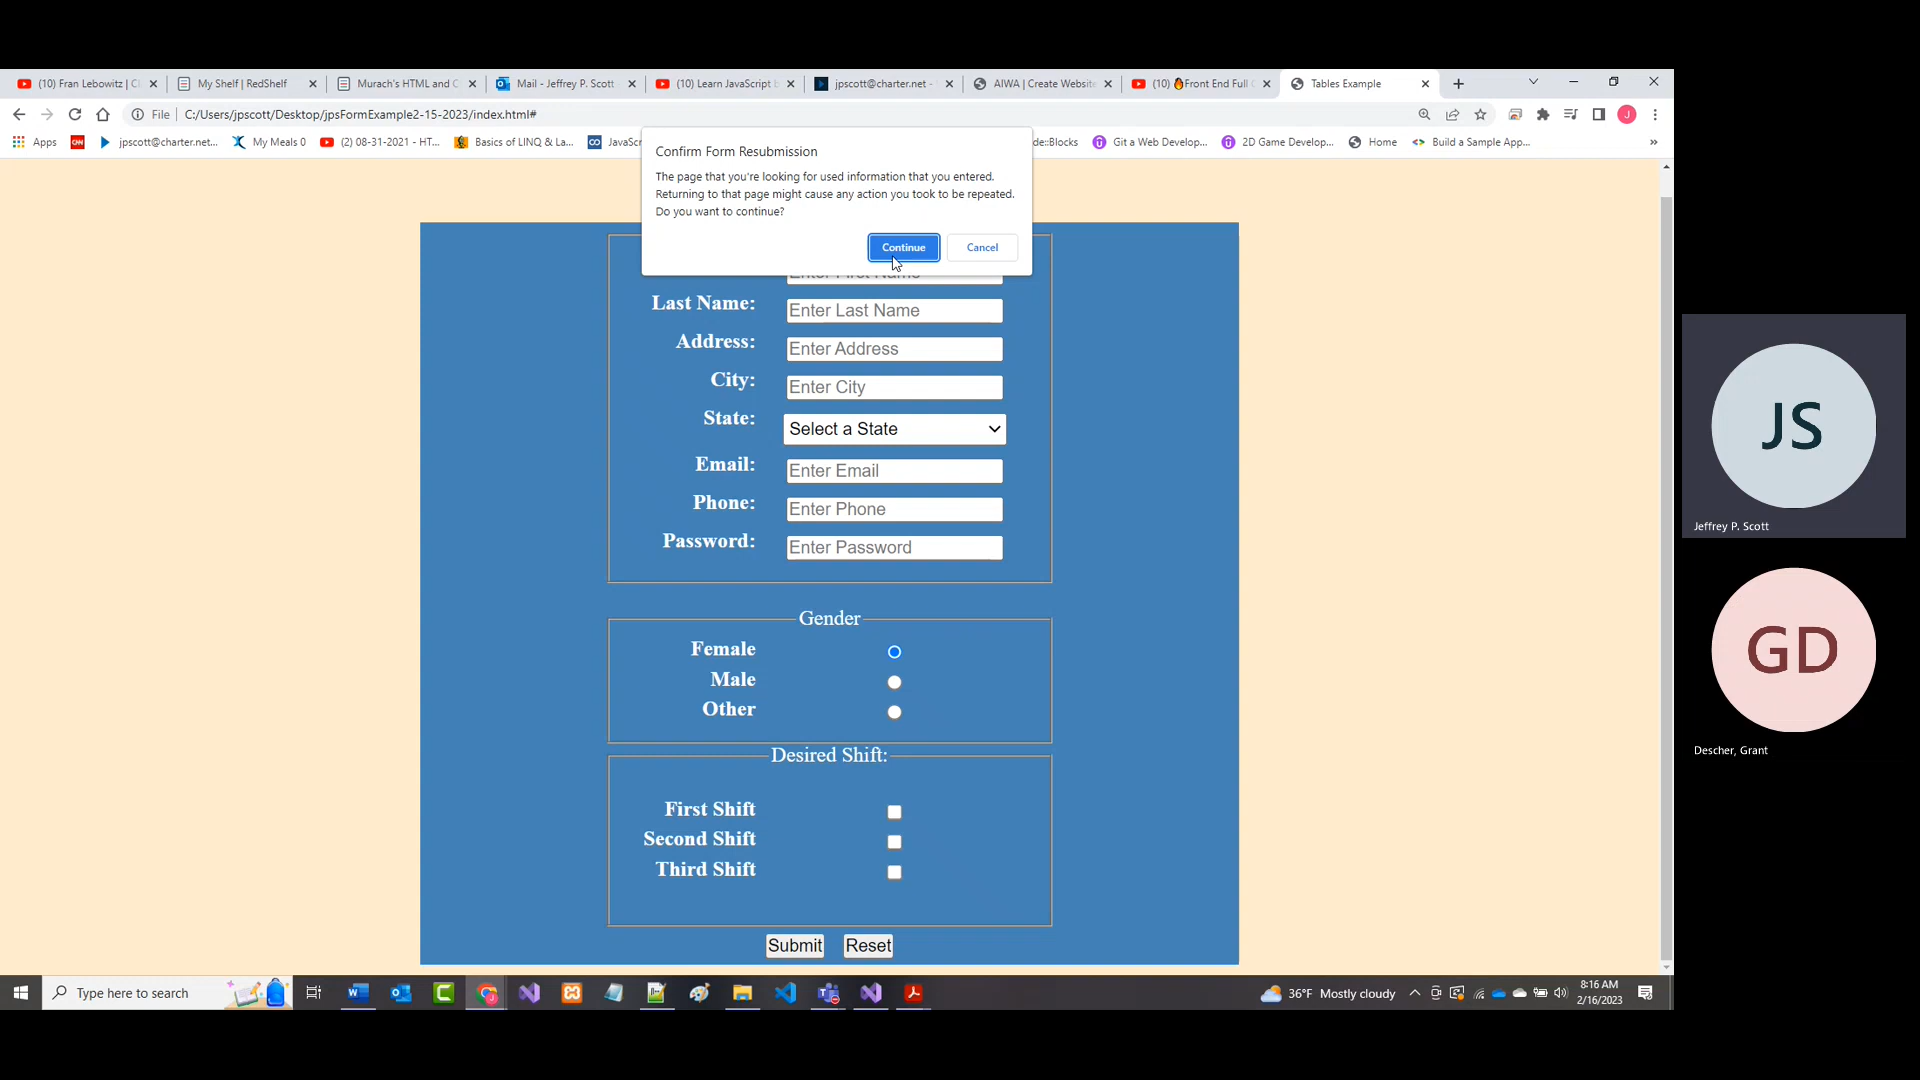 (10) Fran Lebowitz | C
My Shelf | RedShelf
Murach's HTML and C
Mail - Jeffrey P. Scott
(10) Learn JavaScript b
jpscott@charter.net -
AIWA | Create Website
(10) 🔥Front End Full C
Tables Example
File
C:/Users/jpscott/Desktop/jpsFormExample2-15-2023/index.html#
J
Apps
CNN
jpscott@charter.net...
My Meals 0
(2) 08-31-2021 - HT...
Basics of LINQ & La...
JavaScr
de::Blocks
Git a Web Develop...
2D Game Develop...
Home
Build a Sample App...
»
Confirm Form Resubmission
The page that you're looking for used information that you entered.
Returning to that page might cause any action you took to be repeated.
Do you want to continue?
Continue
Cancel
Enter First Name
Last Name:
Enter Last Name
Address:
Enter Address
City:
Enter City
State:
Select a State
Email:
Enter Email
Phone:
Enter Phone
Password:
Enter Password
Gender
Female
Male
Other
Desired Shift:
First Shift
Second Shift
Third Shift
Submit
Reset
JS
Jeffrey P. Scott
GD
Descher, Grant
Type here to search
36°F Mostly cloudy
8:16 AM
2/16/2023